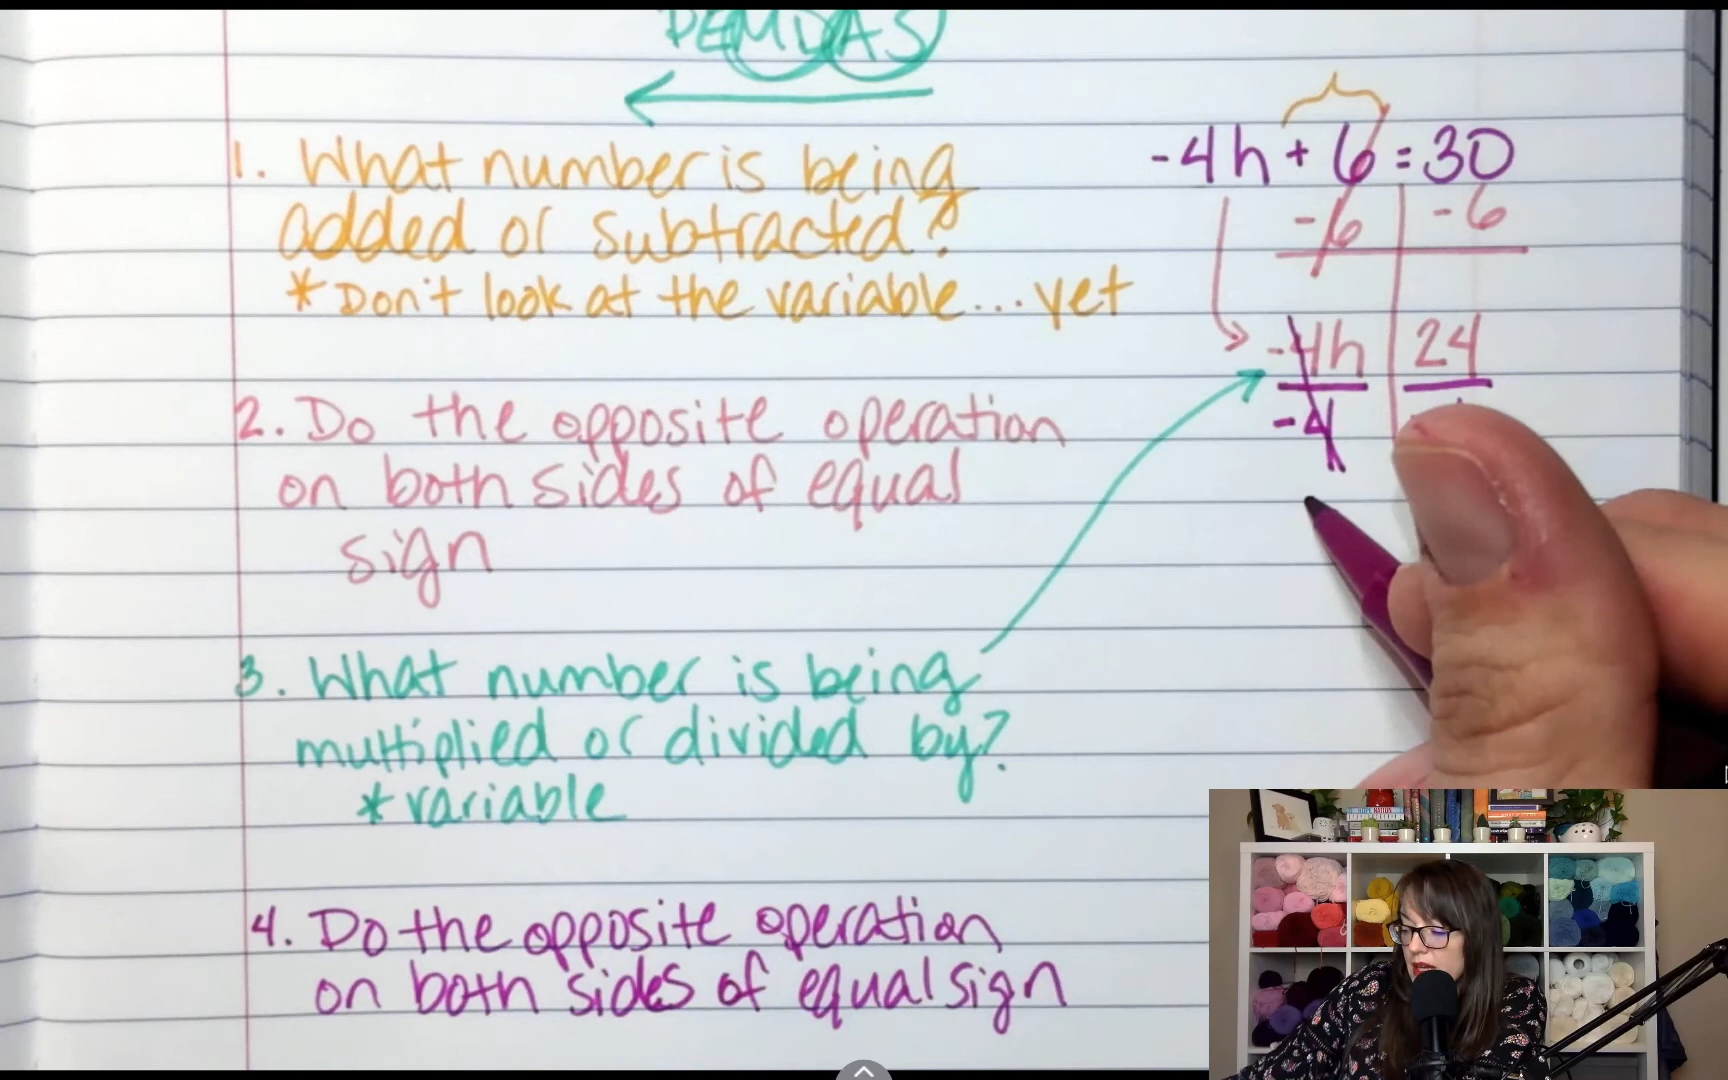 PEMDAS
1. What number is being
added or subtracted?
*Don't look at the variable... yet
2. Do the opposite operation
on both sides of equal
sign
3. What number is being
multiplied or divided by?
*variable
4. Do the opposite operation
on both sides of equal sign
-4h + 6 = 30
-6 -6
-4h 24
-4